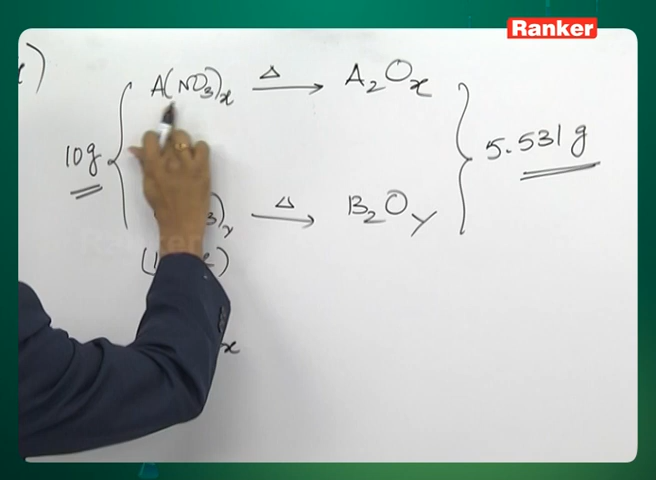 Ranker
x)
A(NO3)x Δ→ A2Ox
10g
5.531 g
3)y Δ→ B2Oy
x